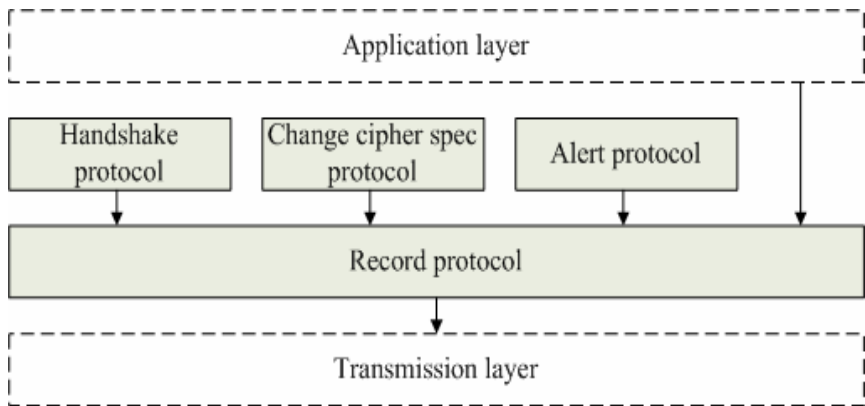 Application layer
Handshake
protocol
Change cipher spec
protocol
Alert protocol
Record protocol
Transmission layer